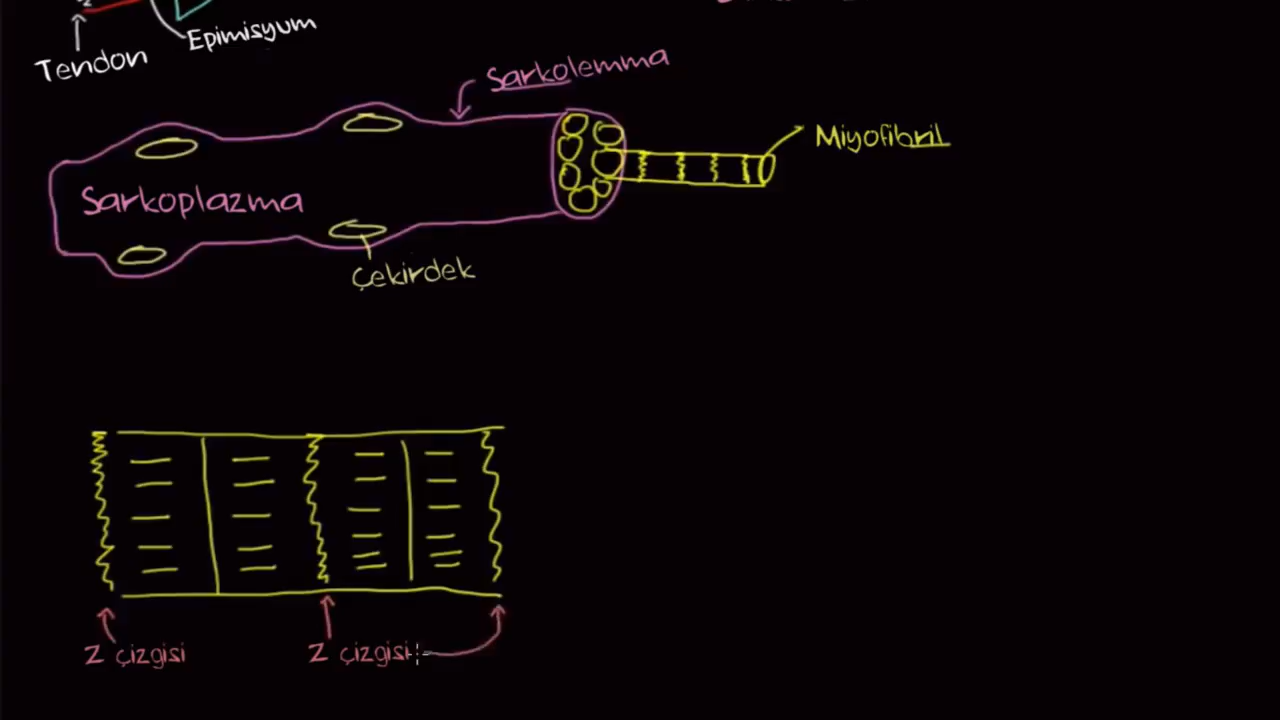 Epimisyum
Tendon
Sarkolemma
Miyofibril
Sarkoplazma
Çekirdek
Z çizgisi
Z çizgisi